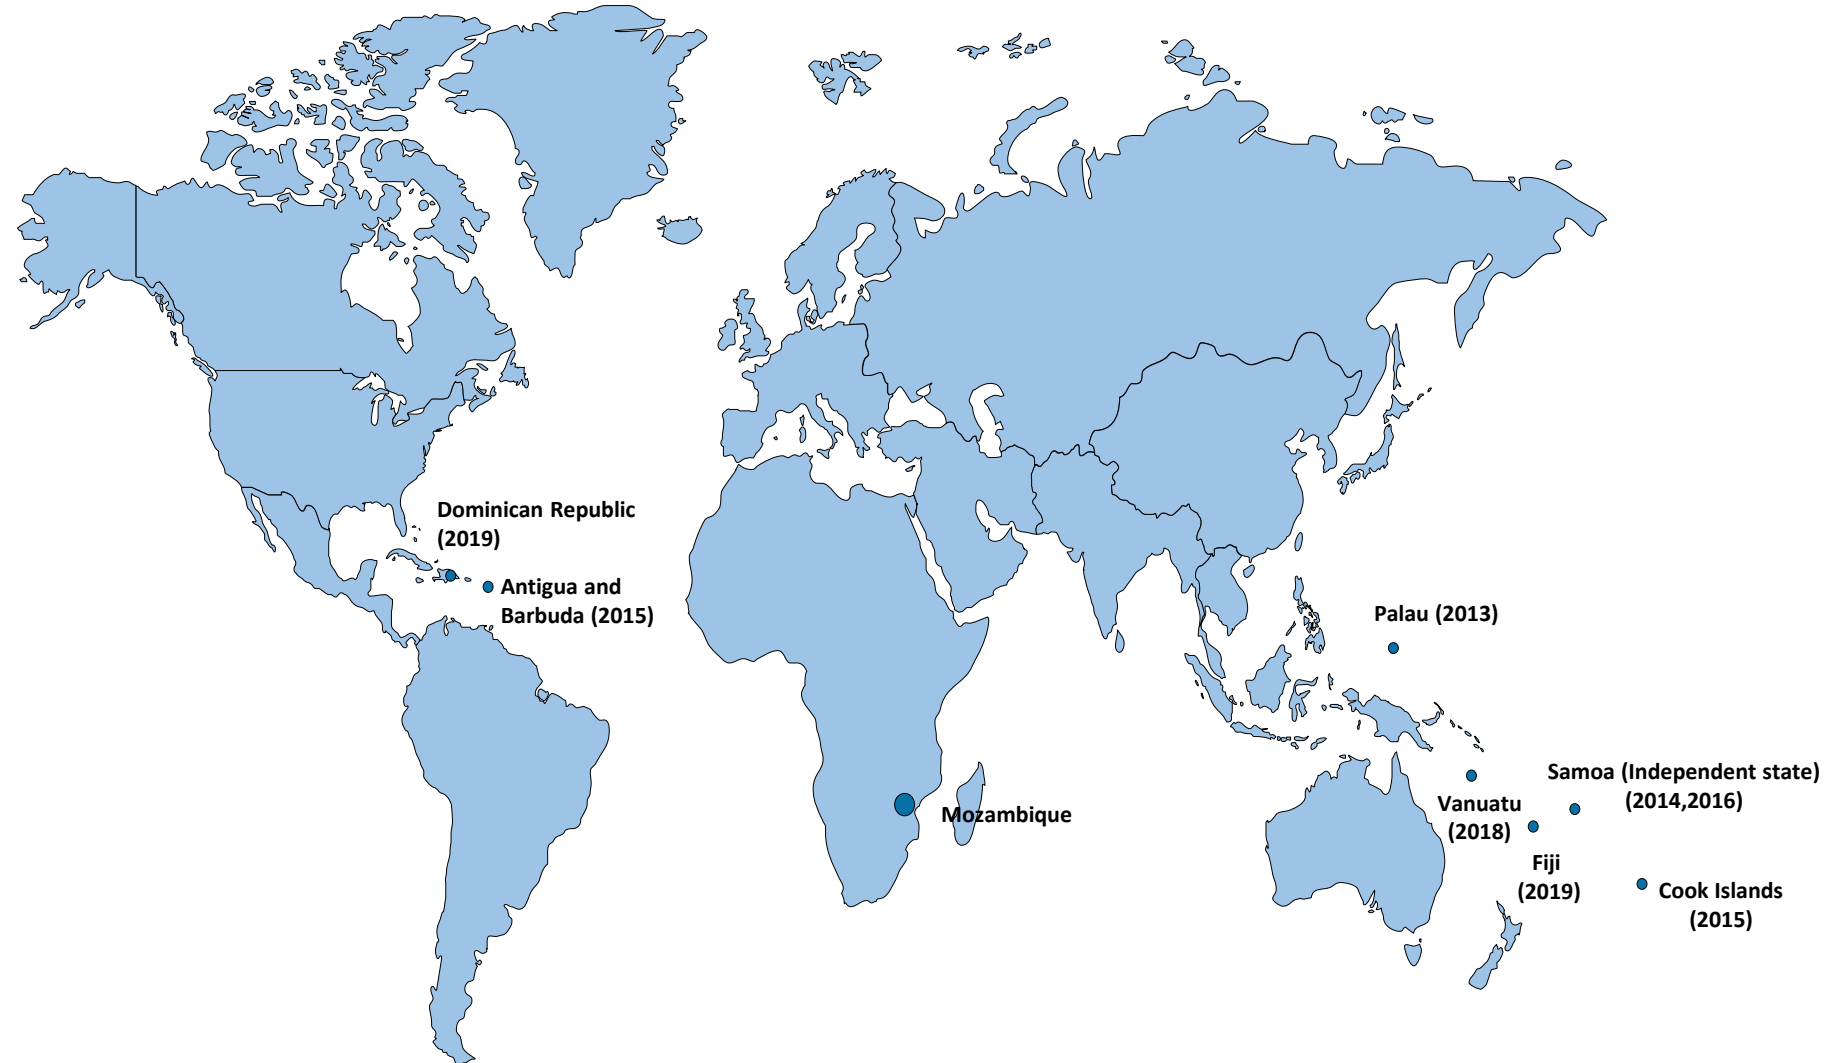 Dominican Republic
(2019)
Antigua and
Barbuda (2015)
Palau (2013)
Samoa (Independent state)
(2014,2016)
Vanuatu
(2018)
Mozambique
Fiji
(2019)
Cook Islands
(2015)